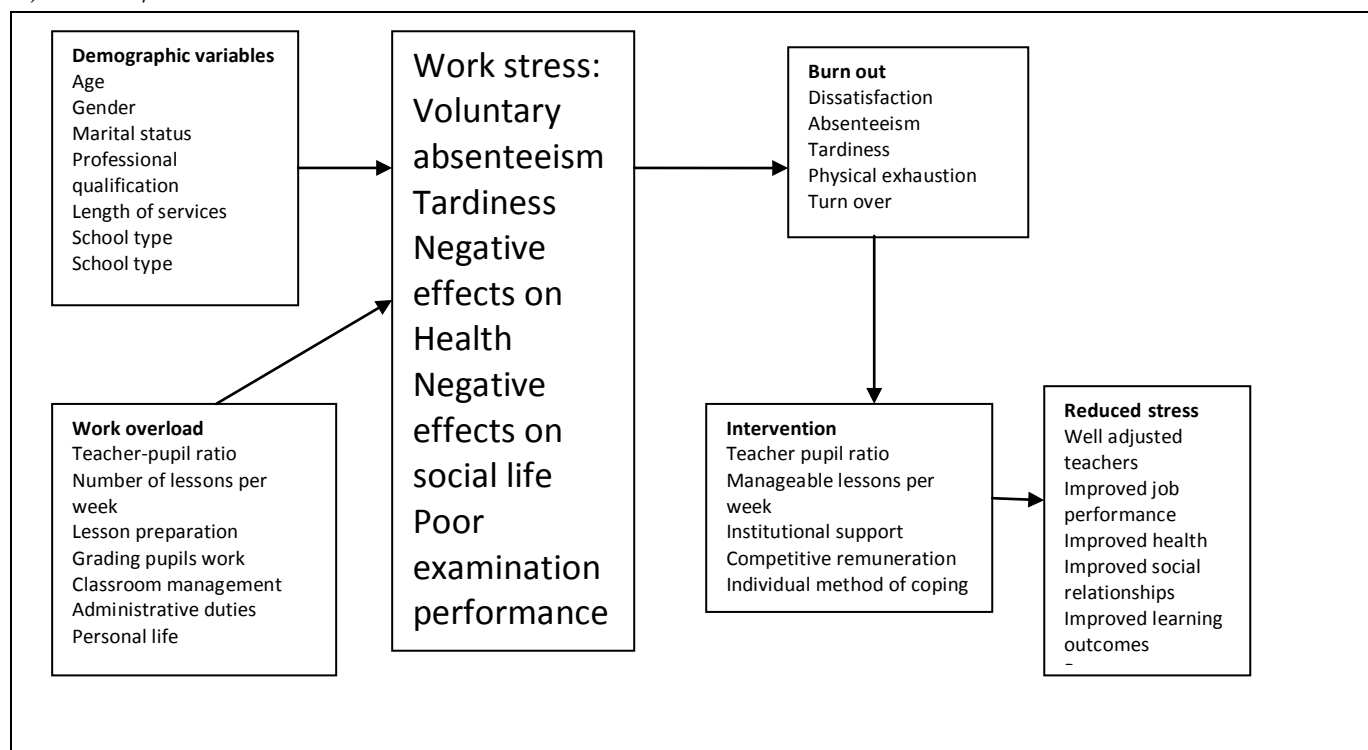 Demographic variables
Age
Gender
Marital status
Professional
qualification
Length of services
School type
School type
Work overload
Teacher-pupil ratio
Number of lessons per
week
Lesson preparation
Grading pupils work
Classroom management
Administrative duties
Personal life
Work stress:
Voluntary
absenteeism
Tardiness
Negative
effects on
Health
Negative
effects on
social life
Poor
examination
performance
Burn out
Dissatisfaction
Absenteeism
Tardiness
Physical exhaustion
Turn over
Intervention
Teacher pupil ratio
Manageable lessons per
week
Institutional support
Competitive remuneration
Individual method of coping
Reduced stress
Well adjusted
teachers
Improved job
performance
Improved health
Improved social
relationships
Improved learning
outcomes